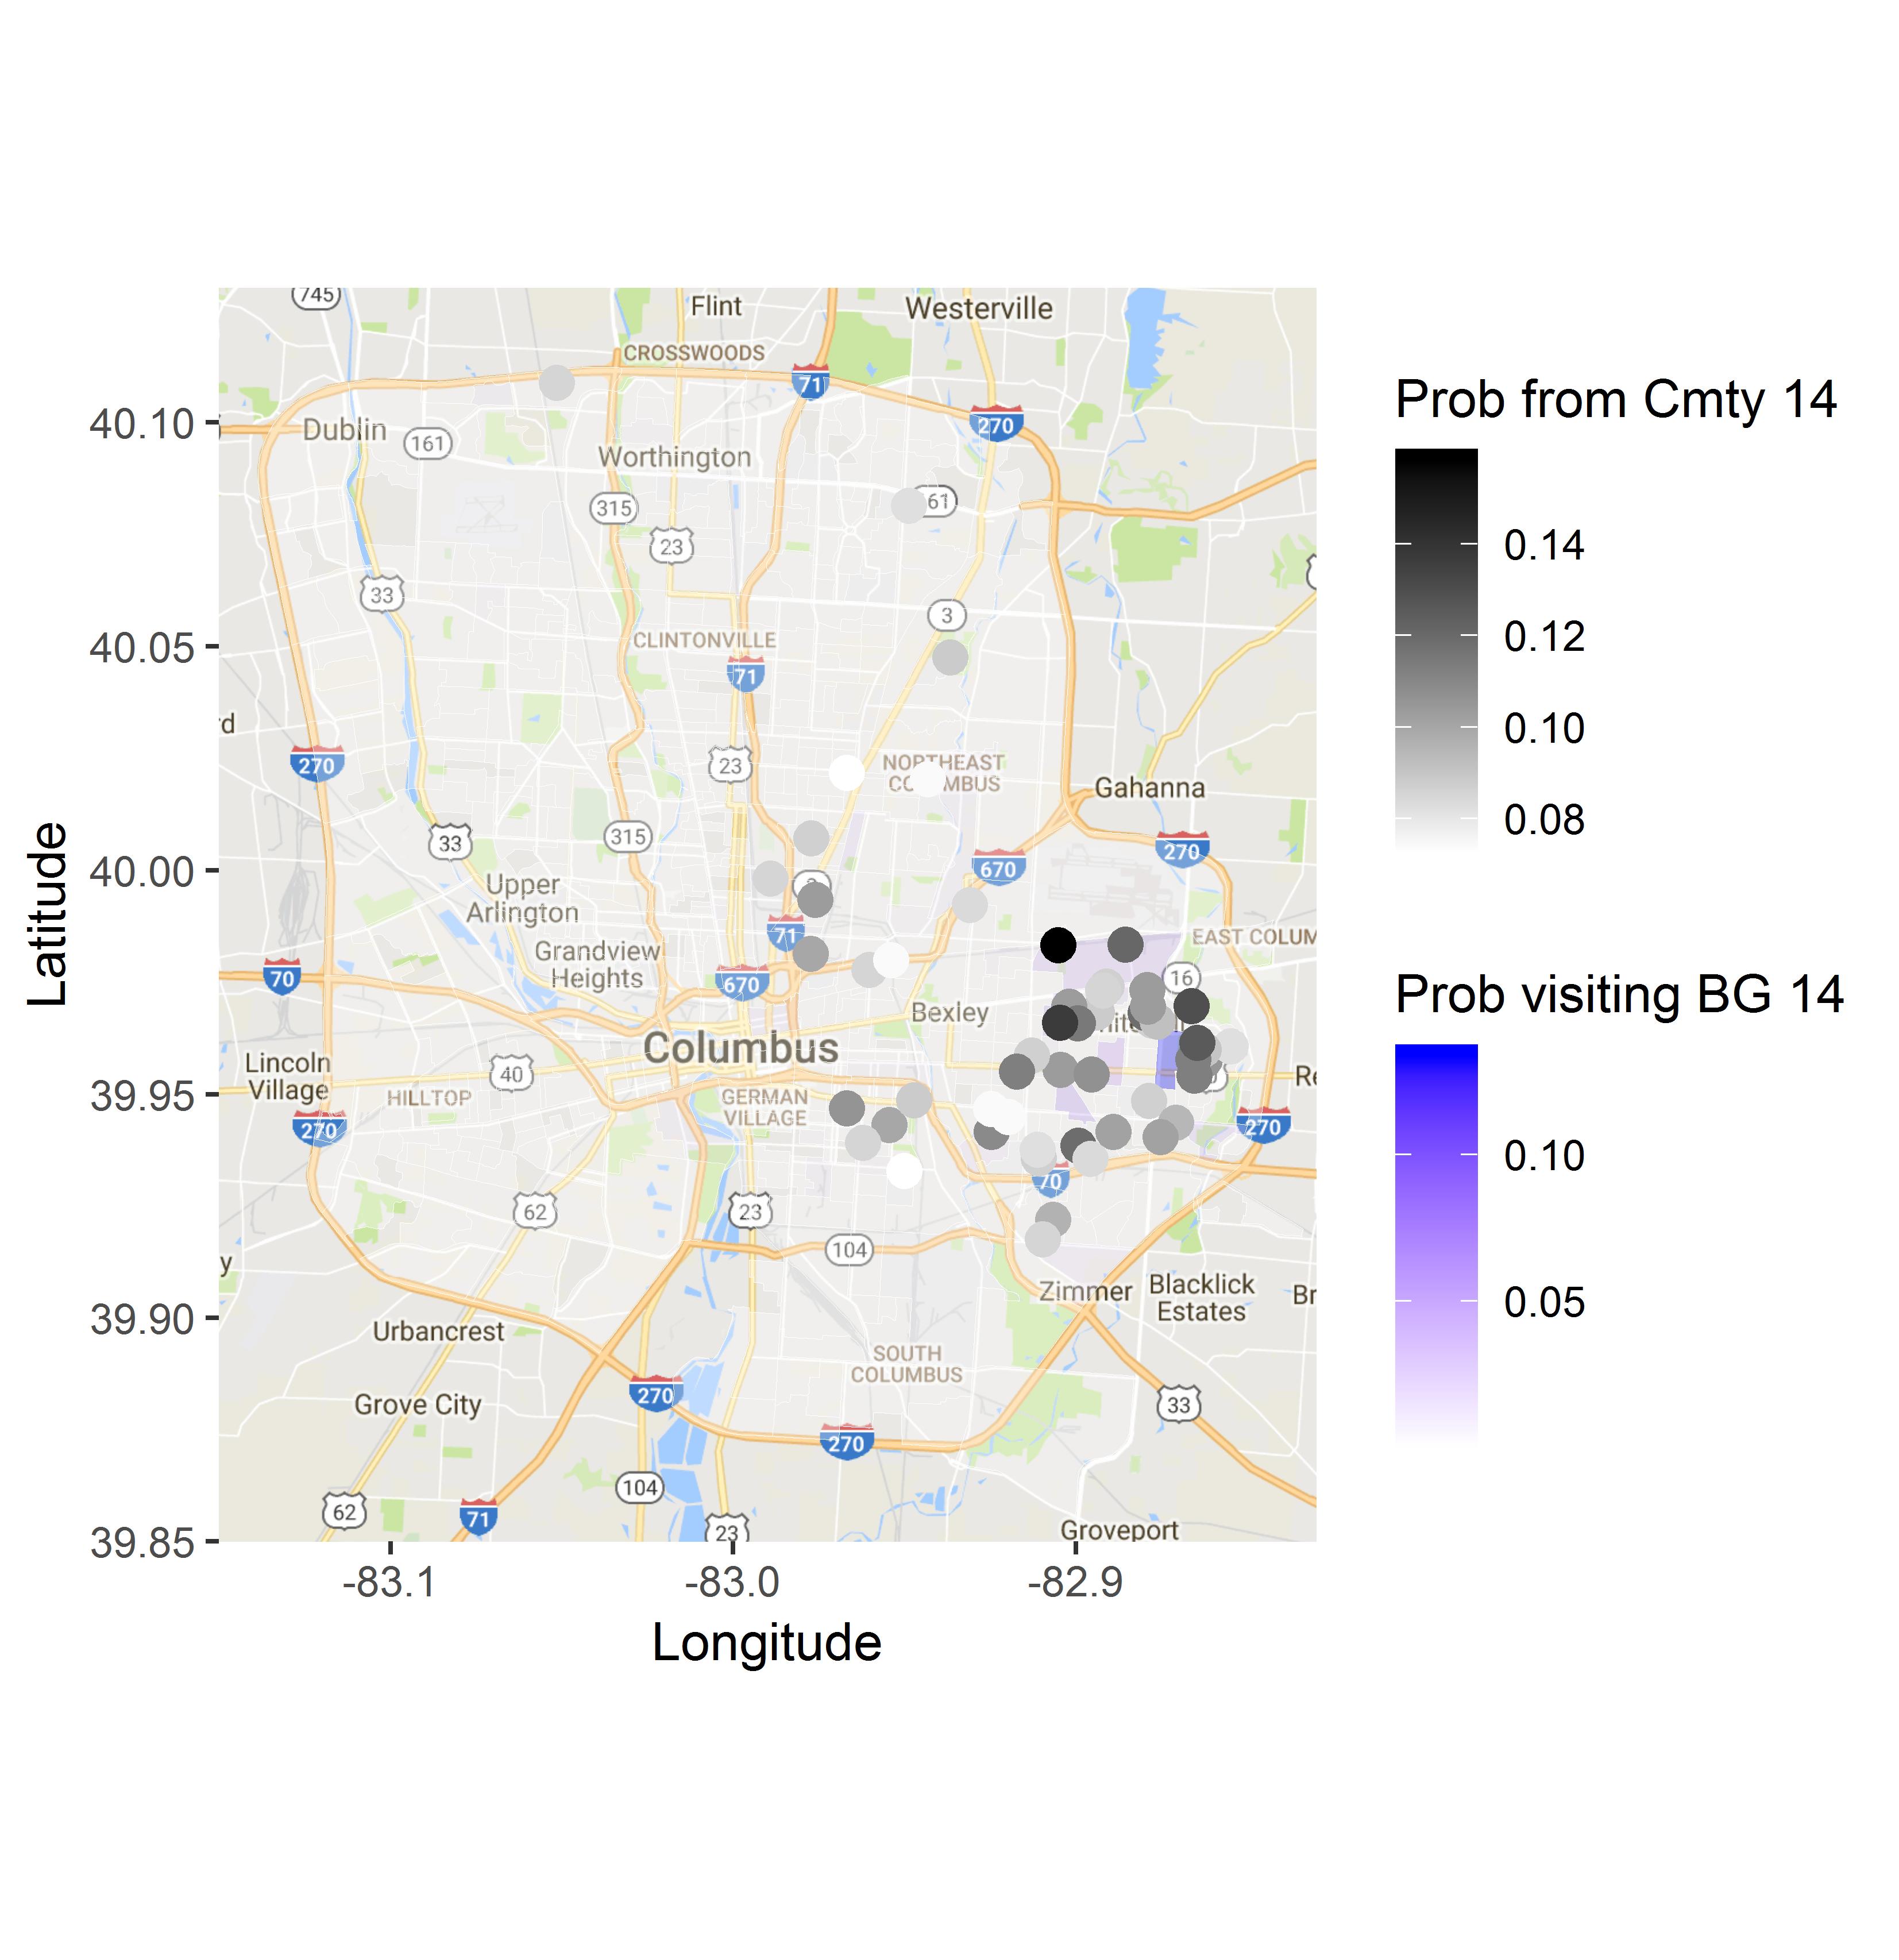 745
Flint
Westerville
CROSSWOODS
71
40.10
Dublin
161
270
Worthington
315
61
23
33
3
40.05
CLINTONVILLE
71
rd
270
23
NORTHEAST
Gahanna
33
315
270
40.00
670
Upper
Arlington
71
EAST COLUM
Grandview
Heights
70
670
16
Bexley
Columbus
Lincoln
Village
40
39.95
HILLTOP
GERMAN
VILLAGE
Re
270
270
70
62
23
104
y
Zimmer
Blacklick
Estates
Br
39.90
Urbancrest
SOUTH
COLUMBUS
270
Grove City
33
270
104
62
71
23
Groveport
39.85
-83.1
-83.0
-82.9
Longitude
Latitude
Prob from Cmty 14
0.14
0.12
0.10
0.08
Prob visiting BG 14
0.10
0.05